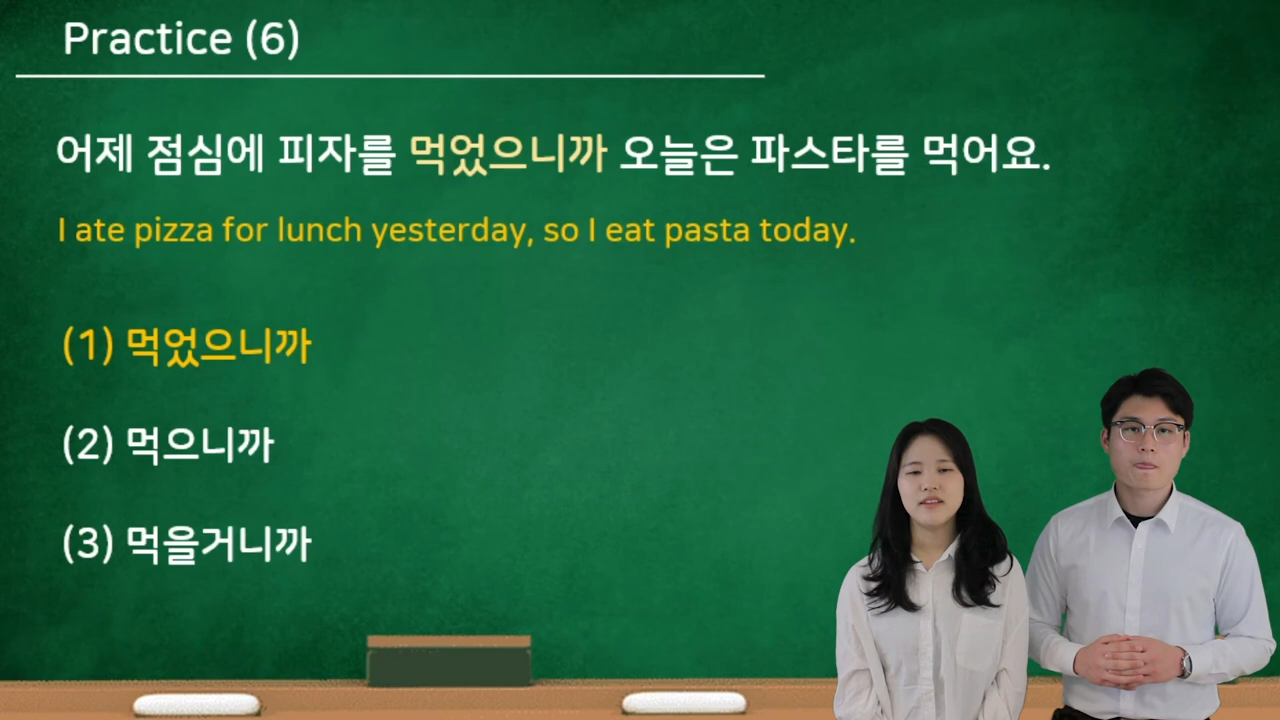 Practice (6)
어제 점심에 피자를 먹었으니까 오늘은 파스타를 먹어요.
I ate pizza for lunch yesterday, so I eat pasta today.
(1) 먹었으니까
(2) 먹으니까
(3) 먹을거니까